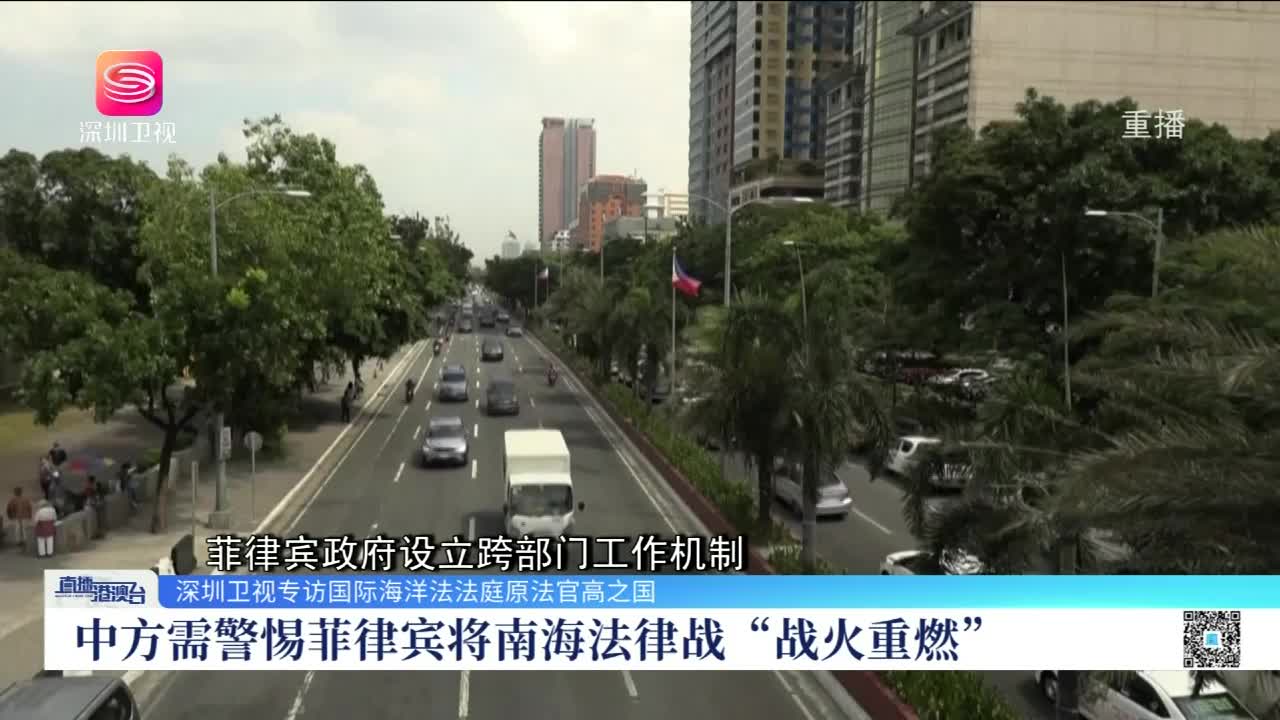 深圳卫视
重播
菲律宾政府设立跨部门工作机制
直播港澳台
深圳卫视专访国际海洋法法庭原法官高之国
中方需警惕菲律宾将南海法律战“战火重燃”